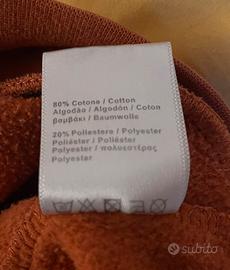 80% Cotone / Cotton
Algodão / Algodón / Coton
βαμβάκι / Baumwolle
20% Poliestere / Polyester
Poliéster / Poliéster
Polyester / πολυεστέρας
Polyester
subito